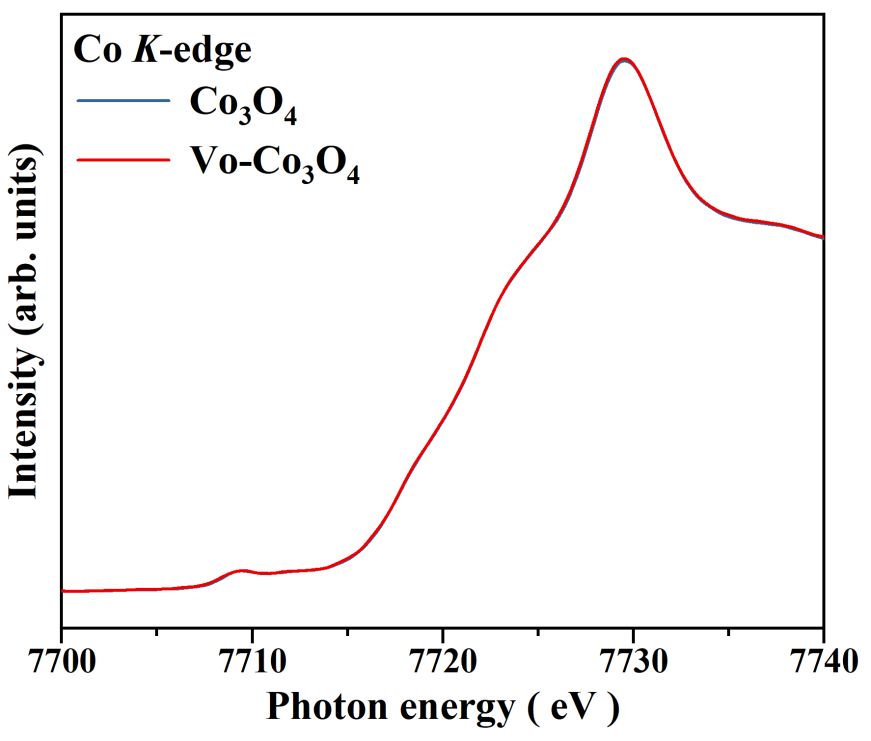 Co K-edge
Co₃O₄
Vo-Co₃O₄
Intensity (arb. units)
7700 7710 7720 7730 7740
Photon energy ( eV )